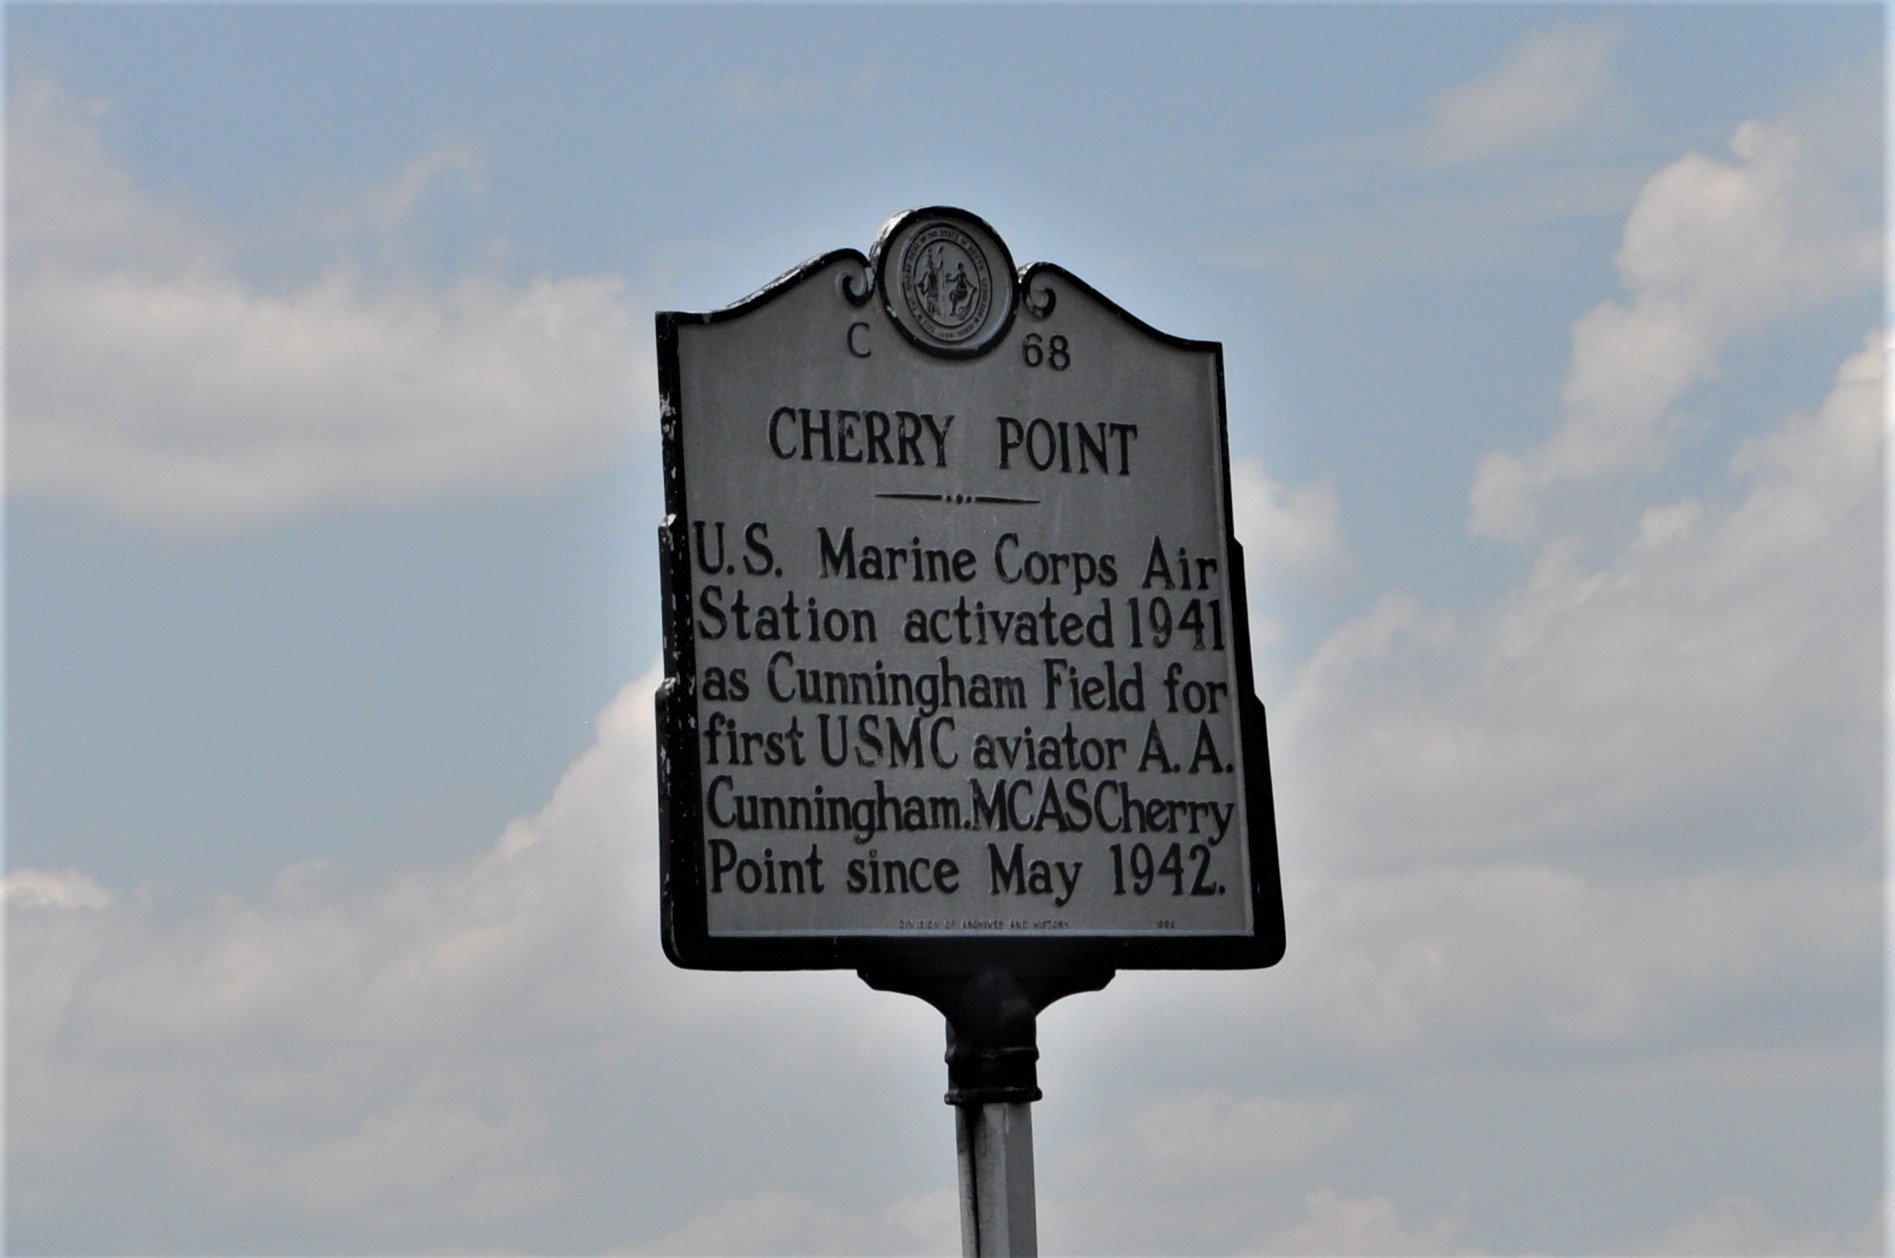 C 68
CHERRY POINT
U.S. Marine Corps Air
Station activated 1941
as Cunningham Field for
first USMC aviator A.A.
Cunningham. MCAS Cherry
Point since May 1942.
DIVISION OF ARCHIVES AND HISTORY